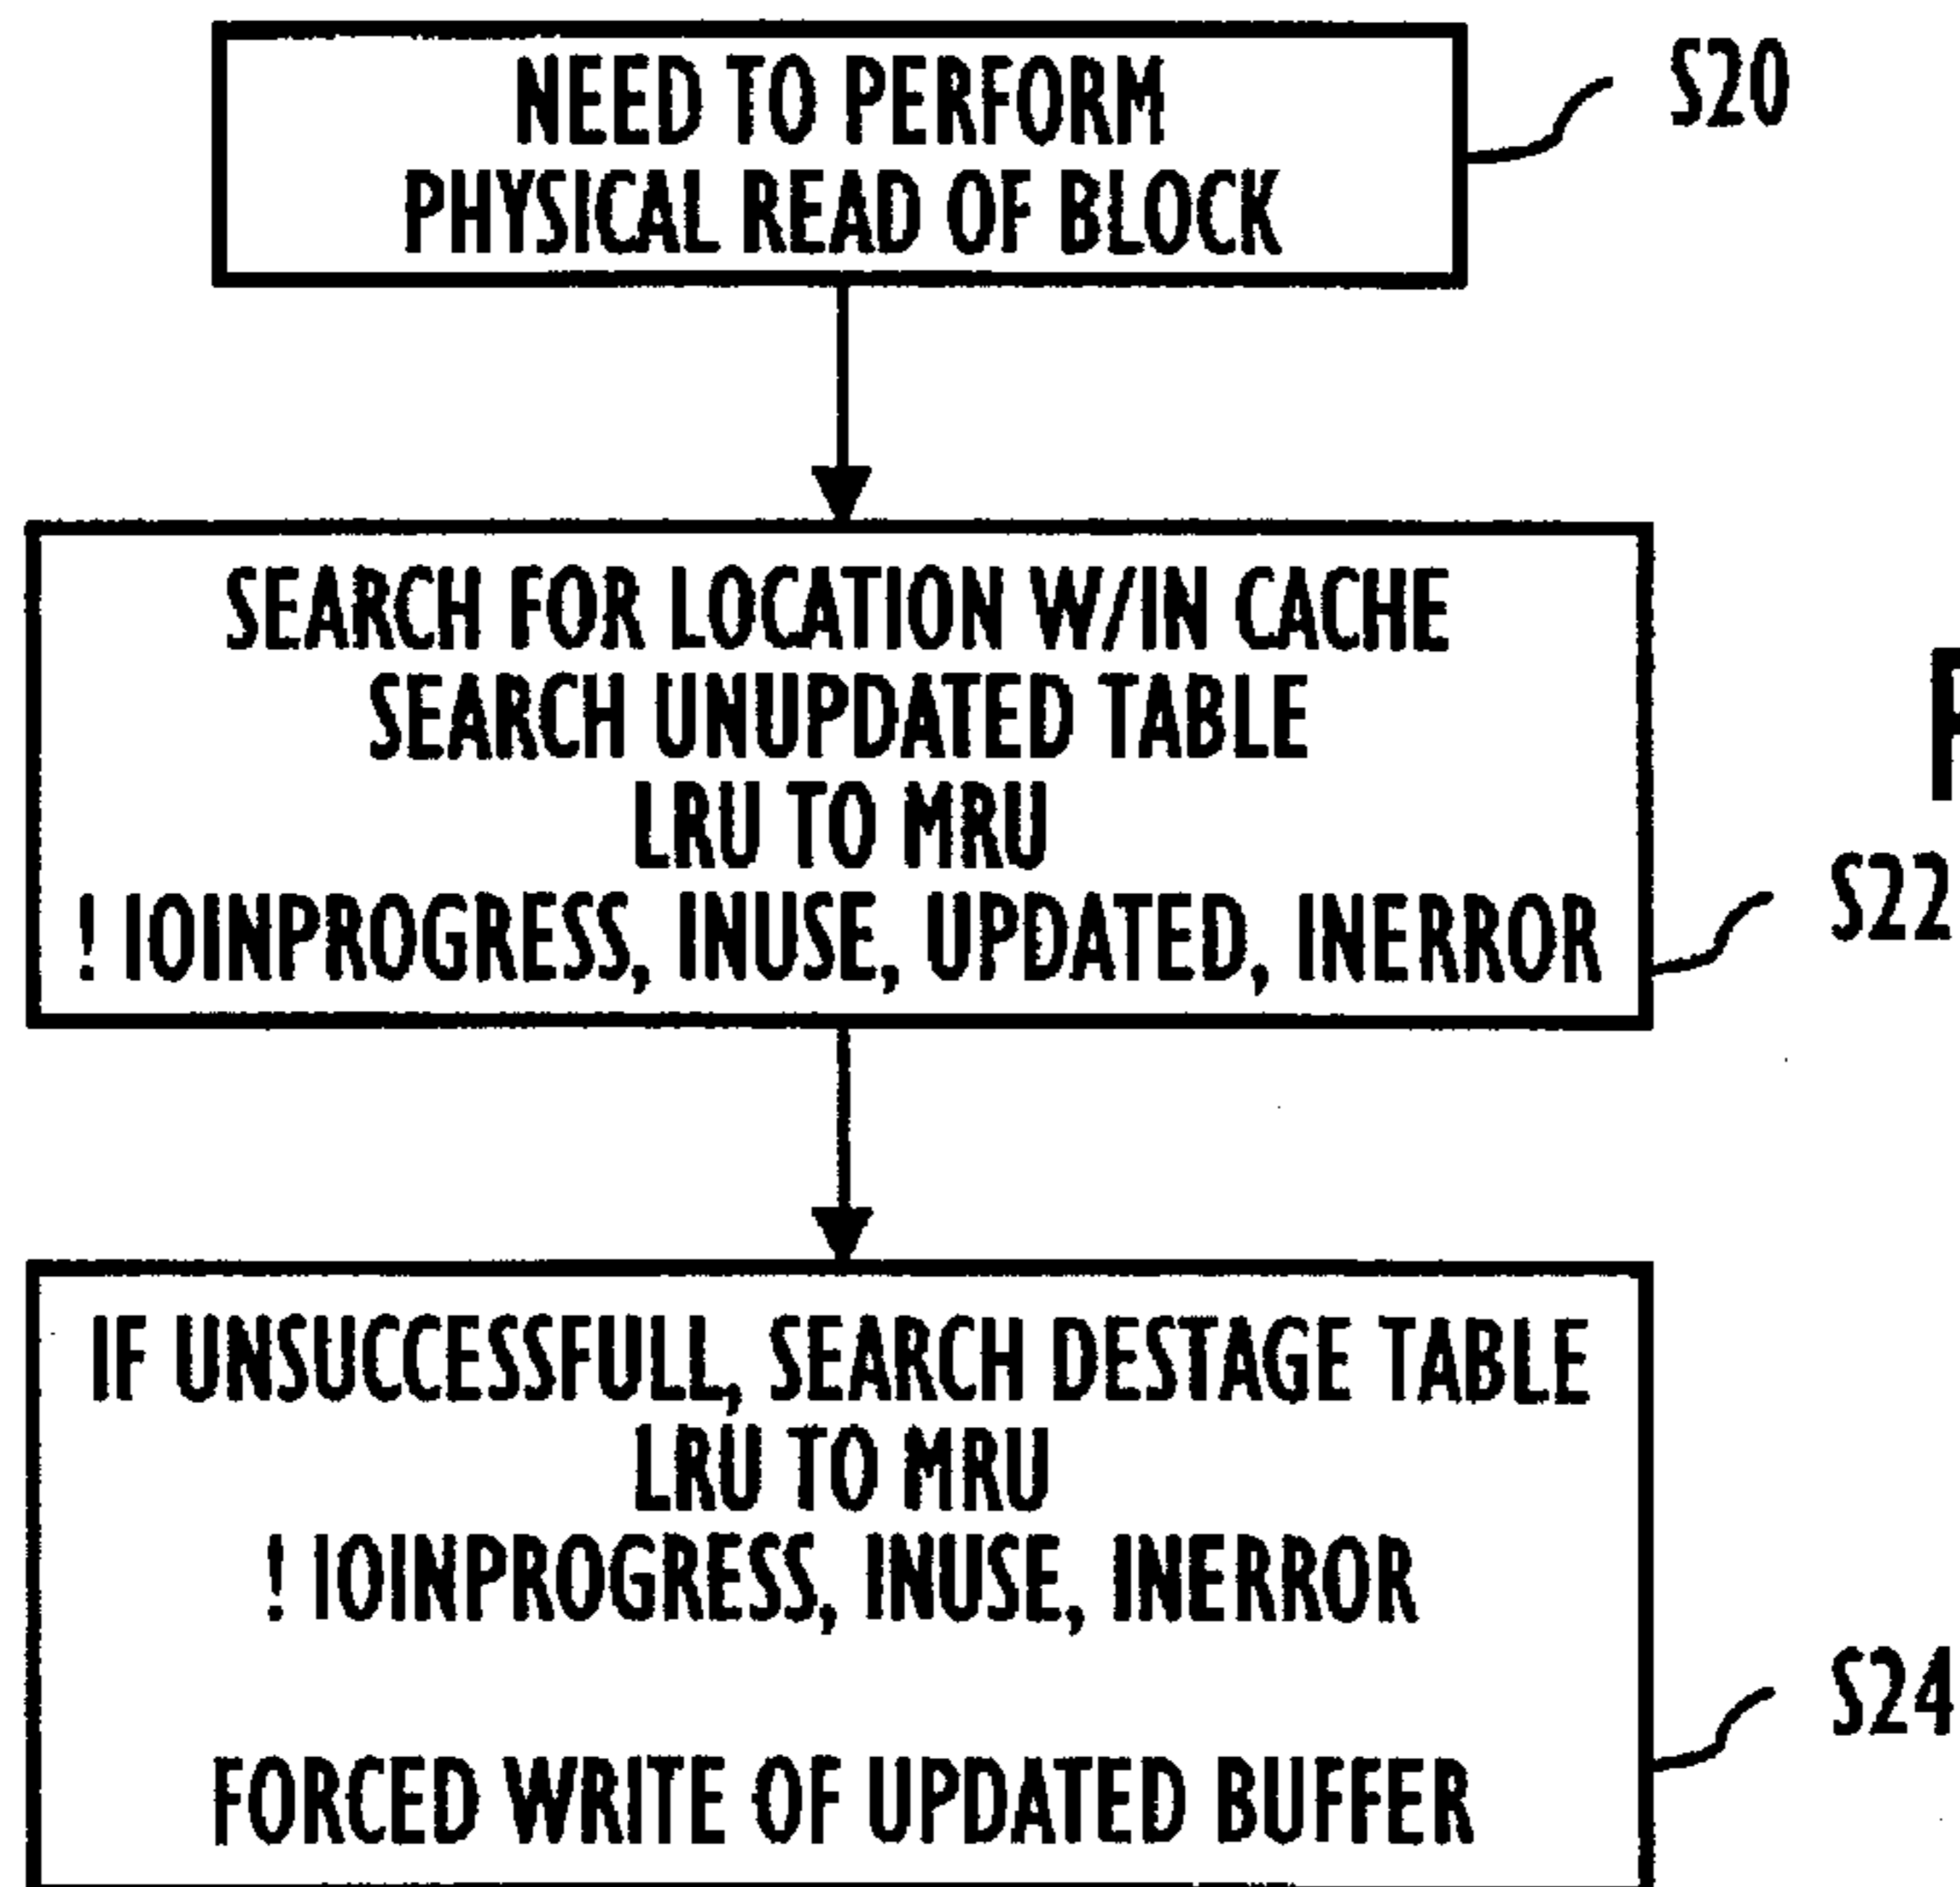 NEED TO PERFORM
PHYSICAL READ OF BLOCK
S20
SEARCH FOR LOCATION W/IN CACHE
SEARCH UNUPDATED TABLE
LRU TO MRU
! IOINPROGRESS, INUSE, UPDATED, INERROR
S22
IF UNSUCCESSFULL, SEARCH DESTAGE TABLE
LRU TO MRU
! IOINPROGRESS, INUSE, INERROR
FORCED WRITE OF UPDATED BUFFER
S24